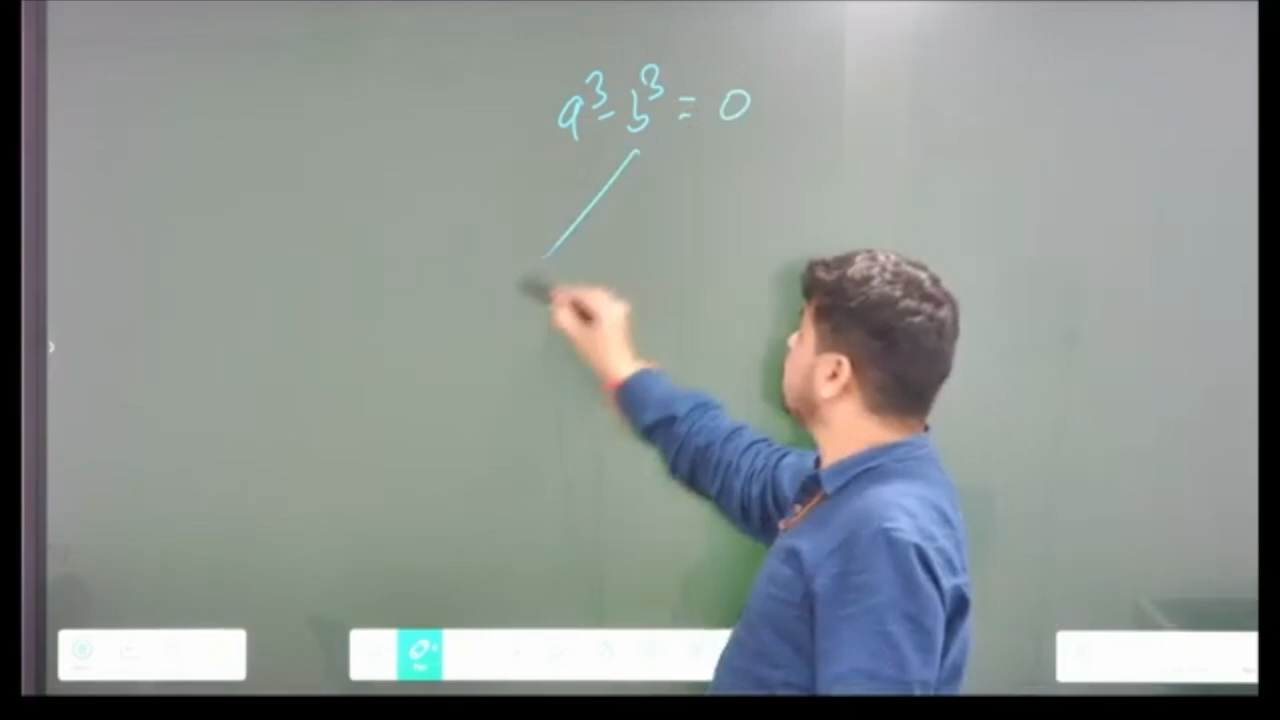 a³ - b³ = 0